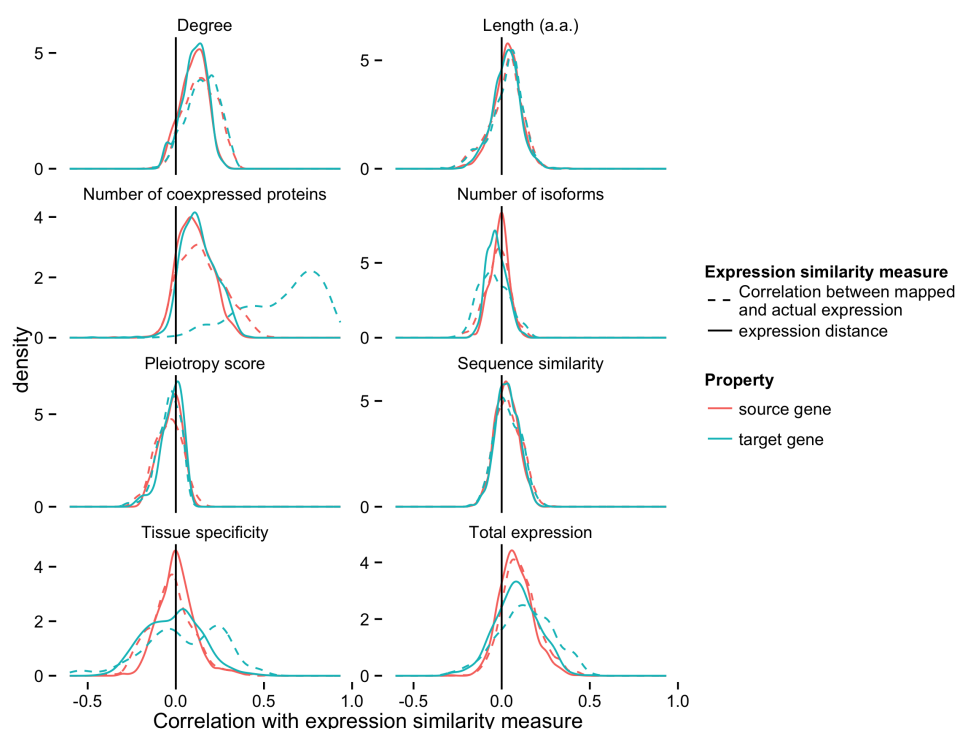 Degree
Length (a.a.)
5
0
5
0
Number of coexpressed proteins
Number of isoforms
4
2
0
5
0
Pleiotropy score
Sequence similarity
5
0
5
0
Tissue specificity
Total expression
4
2
0
4
2
0
-0.5 0.0 0.5 1.0
-0.5 0.0 0.5 1.0
Correlation with expression similarity measure
density
Expression similarity measure
Correlation between mapped
and actual expression
expression distance
Property
source gene
target gene